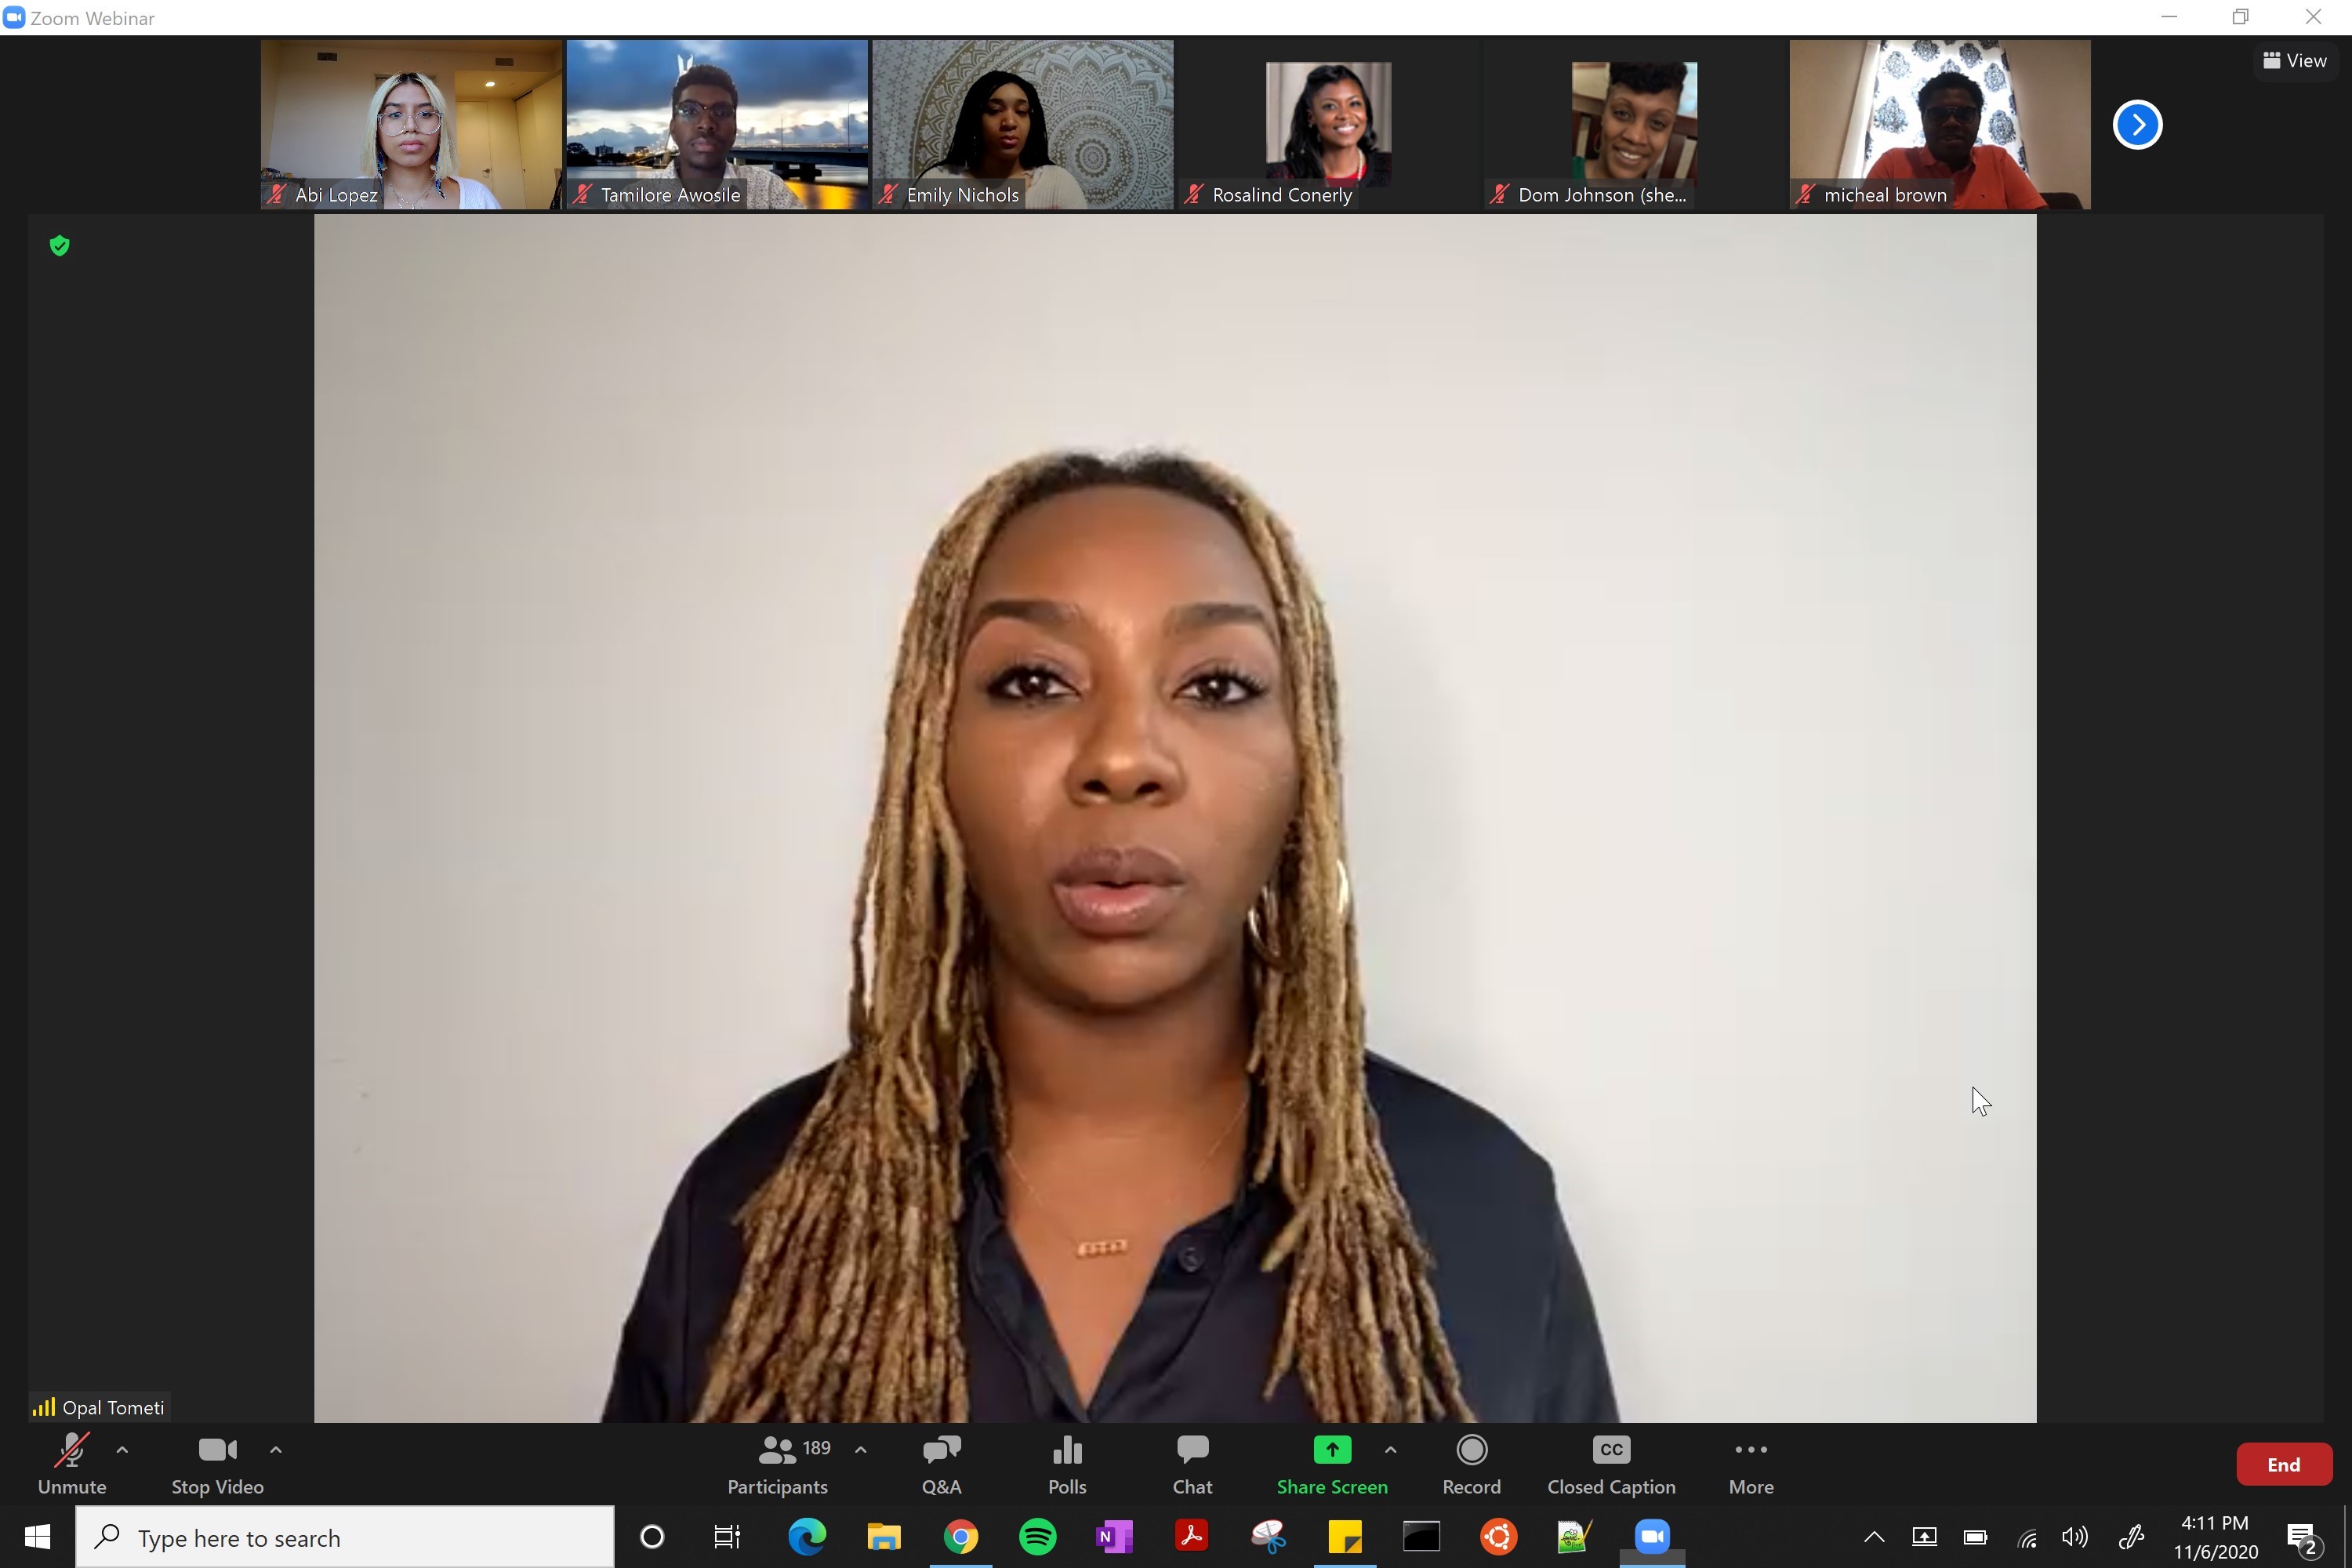 Zoom Webinar
View
Abi Lopez
Tamilore Awosile
Emily Nichols
Rosalind Conerly
Dom Johnson (she...
micheal brown
Opal Tometi
189
Unmute
Stop Video
Participants
Q&A
Polls
Chat
Share Screen
Record
CC
Closed Caption
More
End
Type here to search
N
4:11 PM
11/6/2020
2